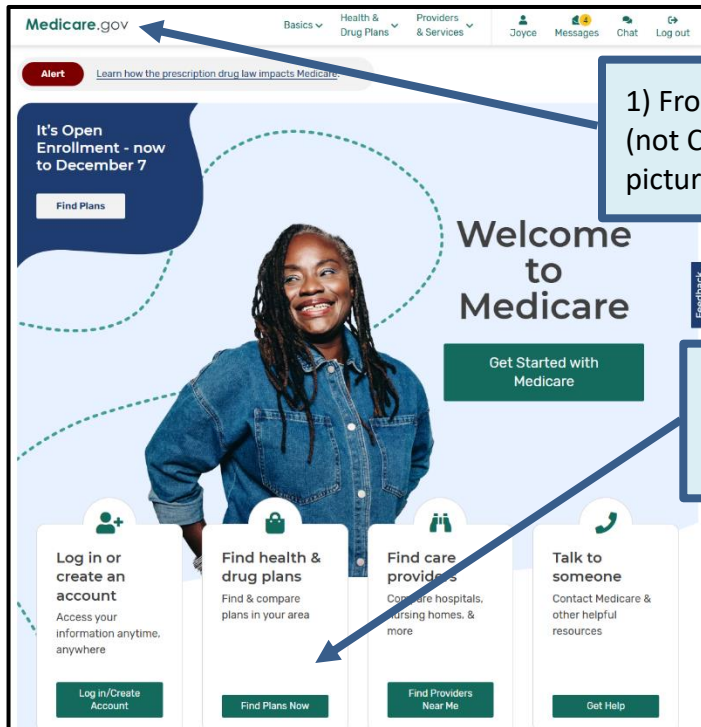 Medicare.gov
Basics
Health &
Drug Plans
Providers
& Services
Joyce
4
Messages
Chat
Log out
Alert
Learn how the prescription drug law impacts Medicare.
1) Fro
(not C
pictur
It's Open
Enrollment - now
to December 7
Find Plans
Welcome
to
Medicare
Feedback
Get Started with
Medicare
Log in or
create an
account
Access your
information anytime,
anywhere
Log in/Create
Account
Find health &
drug plans
Find & compare
plans in your area
Find Plans Now
Find care
providers
Compare hospitals,
nursing homes, &
more
Find Providers
Near Me
Talk to
someone
Contact Medicare &
other helpful
resources
Get Help